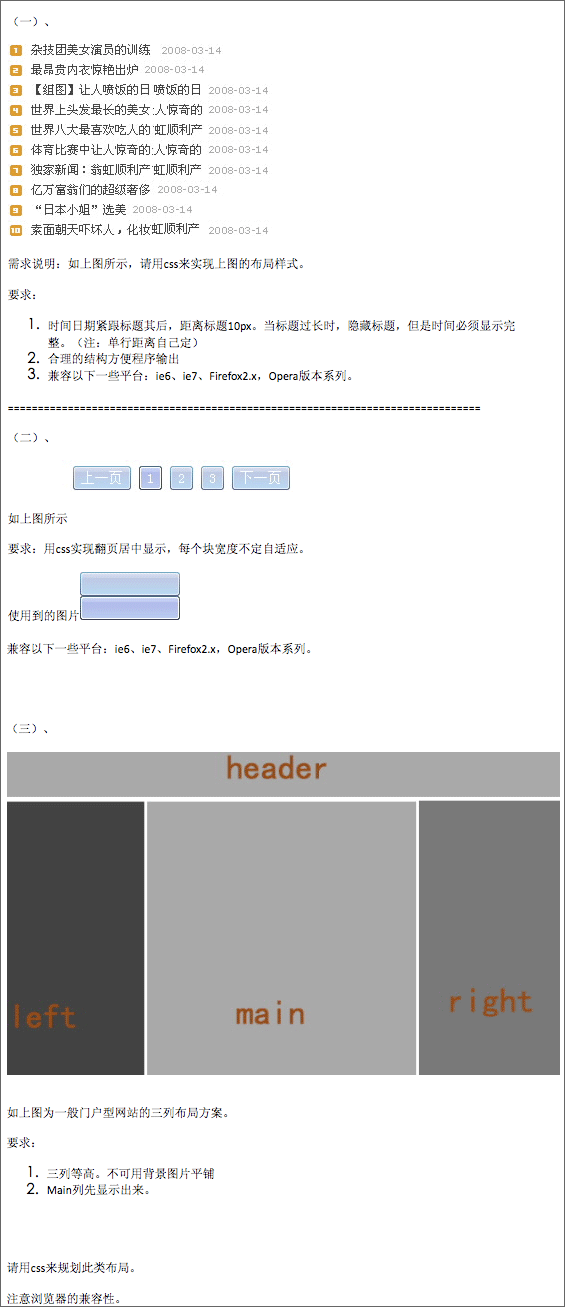 （一）、
1 杂技团美女演员的训练 2008-03-14
2 最昂贵内衣惊艳出炉 2008-03-14
3 【组图】让人喷饭的日 喷饭的日 2008-03-14
4 世界上头发最长的美女:人惊奇的 2008-03-14
5 世界八大最喜欢吃人的 虹顺利产 2008-03-14
6 体育比赛中让人惊奇的:人惊奇的 2008-03-14
7 独家新闻：翁虹顺利产 虹顺利产 2008-03-14
8 亿万富翁们的超级奢侈 2008-03-14
9 “日本小姐”选美 2008-03-14
10 素面朝天吓坏人，化妆虹顺利产 2008-03-14
需求说明：如上图所示，请用css来实现上图的布局样式。
要求：
1. 时间日期紧跟标题其后，距离标题10px。当标题过长时，隐藏标题，但是时间必须显示完
整。（注：单行距离自己定）
2. 合理的结构方便程序输出
3. 兼容以下一些平台：ie6、ie7、Firefox2.x，Opera版本系列。
===============================================================================
（二）、
上一页 1 2 3 下一页
如上图所示
要求：用css实现翻页居中显示，每个块宽度不定自适应。
使用到的图片
兼容以下一些平台：ie6、ie7、Firefox2.x，Opera版本系列。
（三）、
header
left main right
如上图为一般门户型网站的三列布局方案。
要求：
1. 三列等高。不可用背景图片平铺
2. Main列先显示出来。
请用css来规划此类布局。
注意浏览器的兼容性。